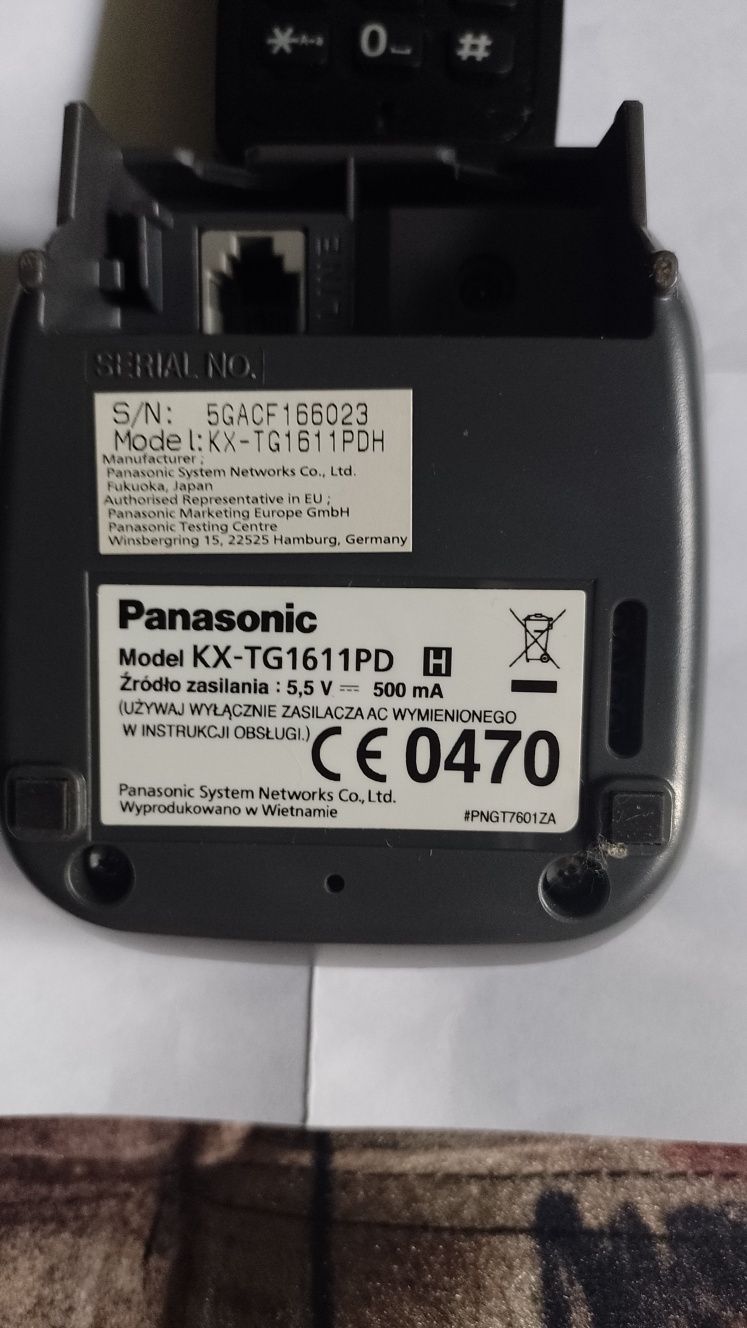 *-A-a 0 #
LINE
SERIAL NO.
S/N: 5GACF166023
Model:KX-TG1611PDH
Manufacturer ;
Panasonic System Networks Co., Ltd.
Fukuoka, Japan
Authorised Representative in EU ;
Panasonic Marketing Europe GmbH
Panasonic Testing Centre
Winsbergring 15, 22525 Hamburg, Germany
Panasonic
Model KX-TG1611PD H
Źródło zasilania : 5,5 V ⎓ 500 mA
(UŻYWAJ WYŁĄCZNIE ZASILACZA AC WYMIENIONEGO
W INSTRUKCJI OBSŁUGI.)
CE 0470
Panasonic System Networks Co., Ltd.
Wyprodukowano w Wietnamie
#PNGT7601ZA